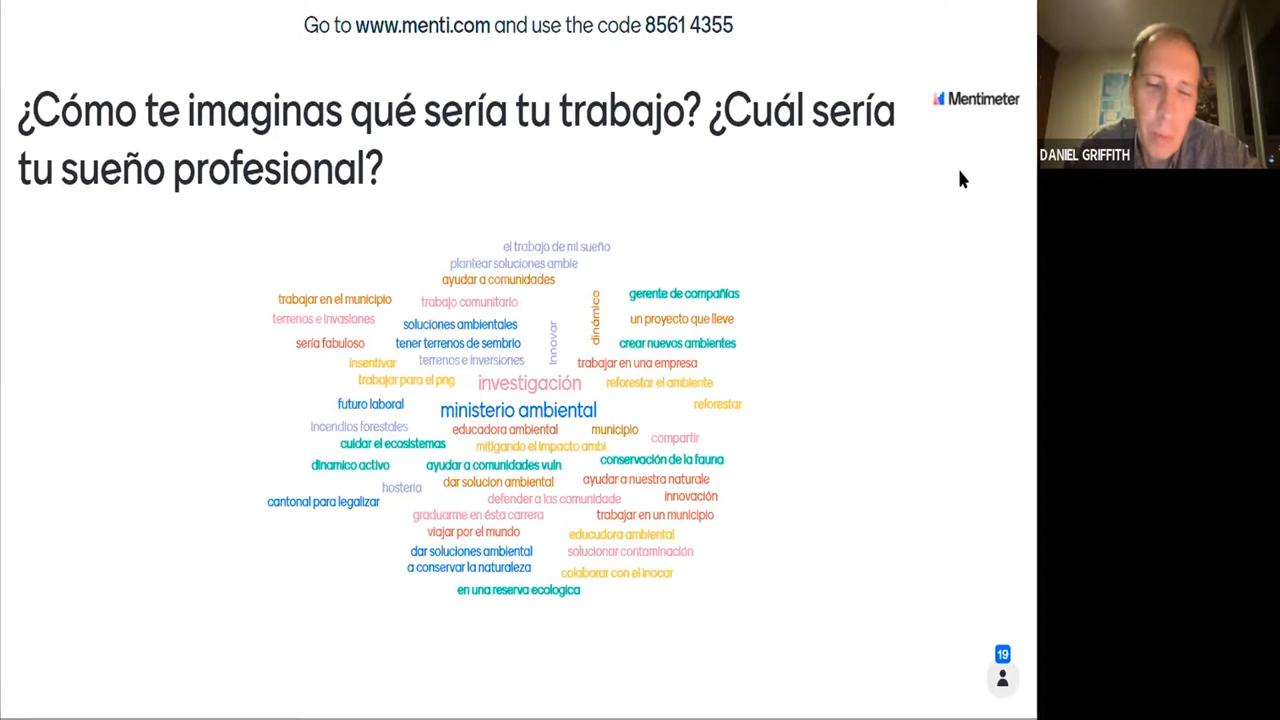 Go to www.menti.com and use the code 8561 4355
¿Cómo te imaginas qué sería tu trabajo? ¿Cuál sería
tu sueño profesional?
Mentimeter
DANIEL GRIFFITH
el trabajo de mi sueño
plantear soluciones ambie
ayudar a comunidades
gerente de compañías
trabajar en el municipio
trabajo comunitario
dinámico
terrenos e invasiones
soluciones ambientales
innovar
un proyecto que lleve
sería fabuloso
tener terrenos de sembrio
crear nuevos ambientes
insentivar
terrenos e inversiones
trabajar en una empresa
trabajar para el png
investigación
reforestar el ambiente
futuro laboral
ministerio ambiental
reforestar
incendios forestales
educadora ambiental
municipio
compartir
cuidar el ecosistemas
mitigando el impacto ambi
dinamico activo
ayudar a comunidades vuln
conservación de la fauna
hosteria
dar solucion ambiental
ayudar a nuestra naturale
cantonal para legalizar
defender a las comunidade
innovación
graduarme en ésta carrera
trabajar en un municipio
viajar por el mundo
educudora ambiental
dar soluciones ambiental
solucionar contaminación
a conservar la naturaleza
colaborar con el inocar
en una reserva ecologica
19